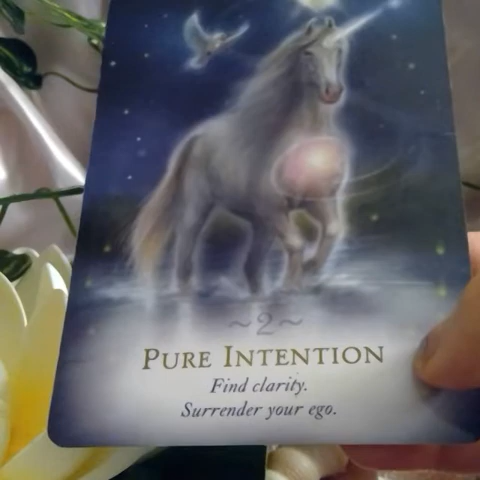 ~2~
PURE INTENTION
Find clarity.
Surrender your ego.